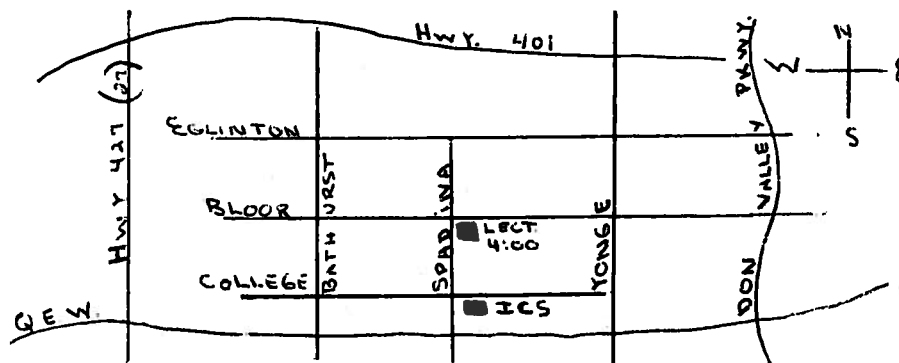 HWY. 401
N
W
S
HWY 427 (27)
EGLINTON
BATHURST
SPADINA
YONGE
DON VALLEY PKWY.
BLOOR
LECT.
4:00
COLLEGE
ICS
QEW.